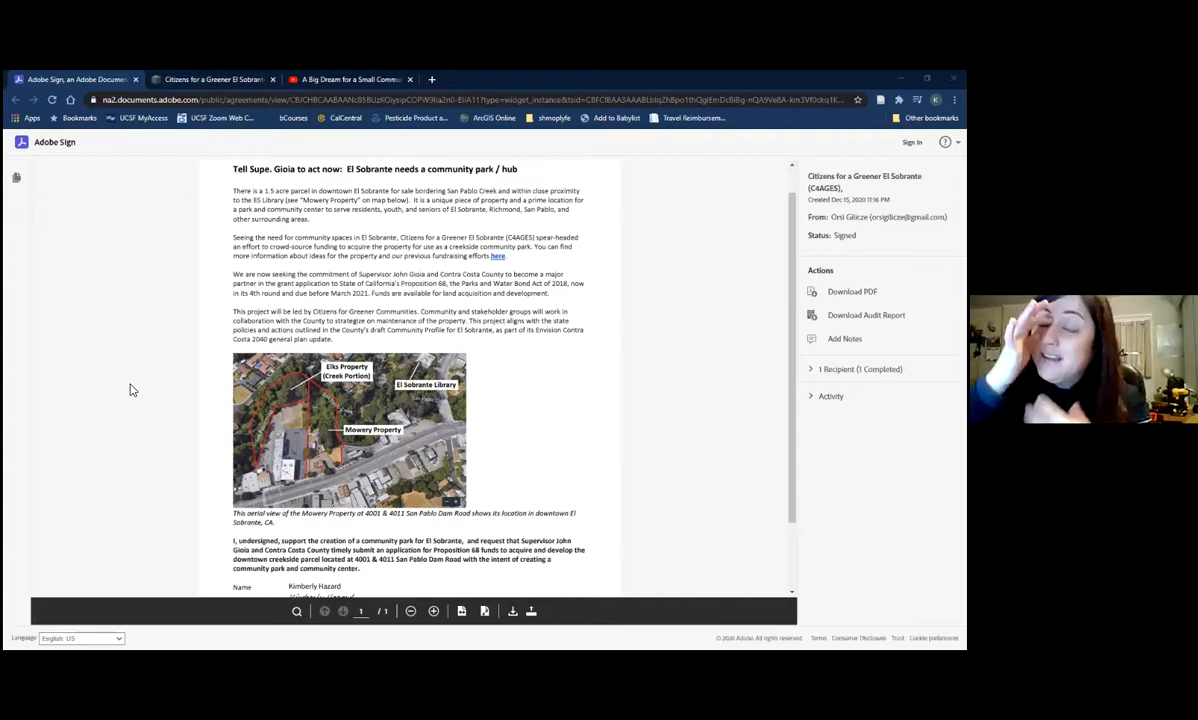 Adobe Sign, an Adobe Documen
Citizens for a Greener El Sobrant
A Big Dream for a Small Commu
Apps
Bookmarks
UCSF MyAccess
UCSF Zoom Web C...
bCourses
CalCentral
Pesticide Product a...
ArcGIS Online
shmoplyfe
Add to Babylist
Travel Reimbursem...
Other bookmarks
Adobe Sign
Sign In
Tell Supe. Gioia to act now: El Sobrante needs a community park / hub
There is a 1.5 acre parcel in downtown El Sobrante for sale bordering San Pablo Creek and within close proximity
to the ES Library (see "Mowery Property" on map below). It is a unique piece of property and a prime location for
a park and community center to serve residents, youth, and seniors of El Sobrante, Richmond, San Pablo, and
other surrounding areas.
Seeing the need for community spaces in El Sobrante, Citizens for a Greener El Sobrante (C4AGES) spear-headed
an effort to crowd-source funding to acquire the property for use as a creekside community park. You can find
more information about ideas for the property and our previous fundraising efforts here.
We are now seeking the commitment of Supervisor John Gioia and Contra Costa County to become a major
partner in the grant application to State of California's Proposition 68, the Parks and Water Bond Act of 2018, now
in its 4th round and due before March 2021. Funds are available for land acquisition and development.
This project will be led by Citizens for Greener Communities. Community and stakeholder groups will work in
collaboration with the County to strategize on maintenance of the property. This project aligns with the state
policies and actions outlined in the County's draft Community Profile for El Sobrante, as part of its Envision Contra
Costa 2040 general plan update.
Elks Property
(Creek Portion)
El Sobrante Library
Mowery Property
This aerial view of the Mowery Property at 4001 & 4011 San Pablo Dam Road shows its location in downtown El
Sobrante, CA.
I, undersigned, support the creation of a community park for El Sobrante, and request that Supervisor John
Gioia and Contra Costa County timely submit an application for Proposition 68 funds to acquire and develop the
downtown creekside parcel located at 4001 & 4011 San Pablo Dam Road with the intent of creating a
community park and community center.
Name Kimberly Hazard
1 / 1
Citizens for a Greener El Sobrante
(C4AGES),
Created Dec 15, 2020 11:16 PM
From: Orsi Gilicze (orsigilicze@gmail.com)
Status: Signed
Actions
Download PDF
Download Audit Report
Add Notes
1 Recipient (1 Completed)
Activity
Language English: US
© 2020 Adobe. All rights reserved. Terms Consumer Disclosure Trust Cookie preferences